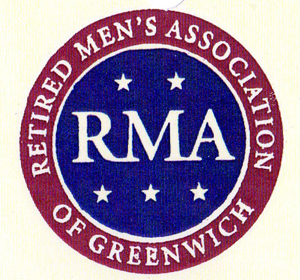 RETIRED MEN'S ASSOCIATION
RMA
OF GREENWICH